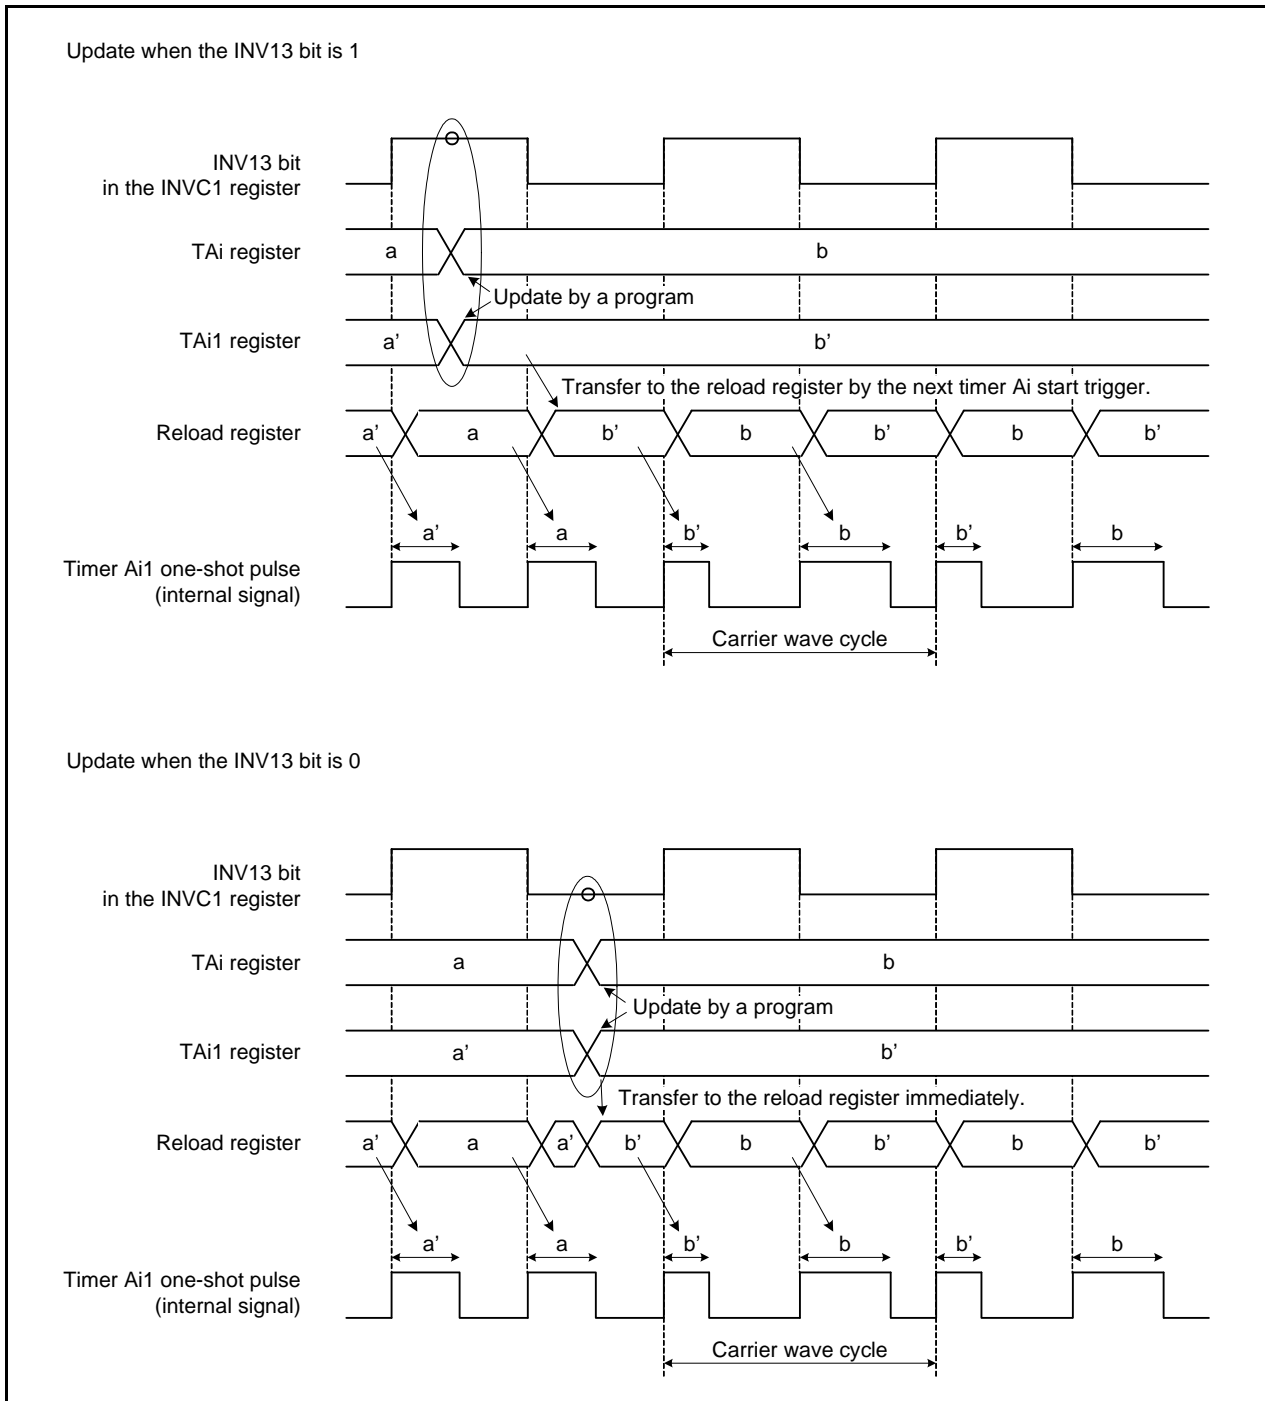 Update when the INV13 bit is 1
INV13 bit
in the INVC1 register
TAi register
a
b
Update by a program
TAi1 register
a’
b’
Transfer to the reload register by the next timer Ai start trigger.
Reload register
a’ a b’ b b’ b b’
a’ a b’ b b’ b
Timer Ai1 one-shot pulse
(internal signal)
Carrier wave cycle
Update when the INV13 bit is 0
INV13 bit
in the INVC1 register
TAi register
a
b
Update by a program
TAi1 register
a’
b’
Transfer to the reload register immediately.
Reload register
a’ a a’ b’ b b’ b b’
a’ a b’ b b’ b
Timer Ai1 one-shot pulse
(internal signal)
Carrier wave cycle